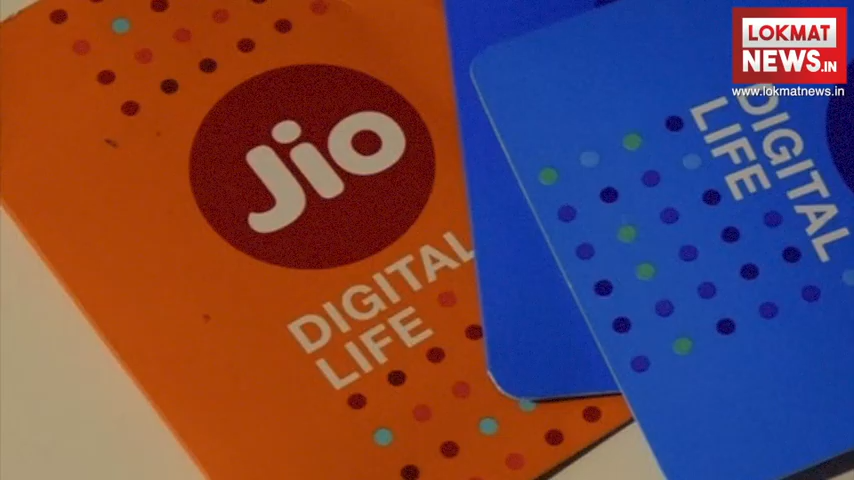 Jio
DIGITAL
LIFE
DIGITAL
LIFE
LOKMAT
NEWS.IN
www.lokmatnews.in